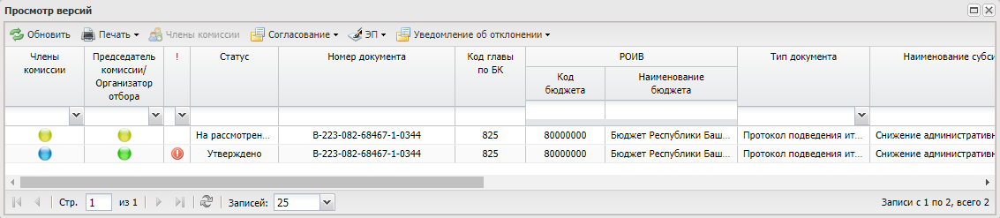 Просмотр версий
Обновить Печать Члены комиссии Согласование ЭП Уведомление об отклонении
Члены комиссии Председатель комиссии/ Организатор отбора ! Статус Номер документа Код главы по БК РОИВ Тип документа Наименование субси
Код бюджета Наименование бюджета
На рассмотрен... В-223-082-68467-1-0344 825 80000000 Бюджет Республики Баш... Протокол подведения ит... Снижение административн
Утверждено В-223-082-68467-1-0344 825 80000000 Бюджет Республики Баш... Протокол подведения ит... Снижение административн
Стр. 1 из 1 Записей: 25 Записи с 1 по 2, всего 2